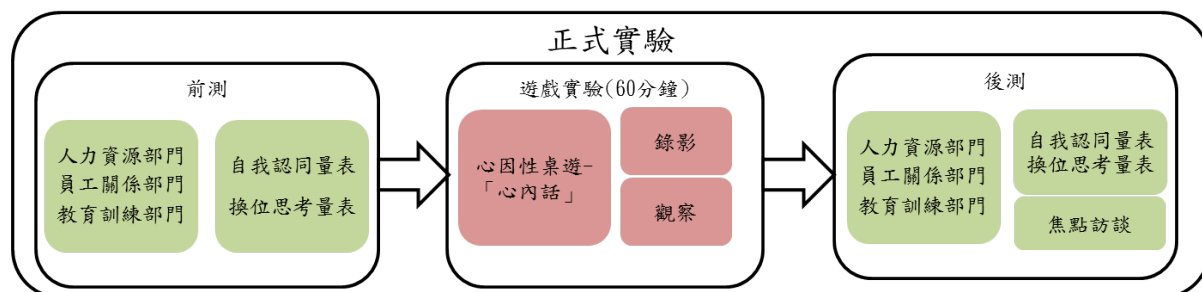 正式實驗
前測
人力資源部門
員工關係部門
教育訓練部門
自我認同量表
換位思考量表
遊戲實驗(60分鐘)
心因性桌遊-
「心內話」
錄影
觀察
後測
人力資源部門
員工關係部門
教育訓練部門
自我認同量表
換位思考量表
焦點訪談